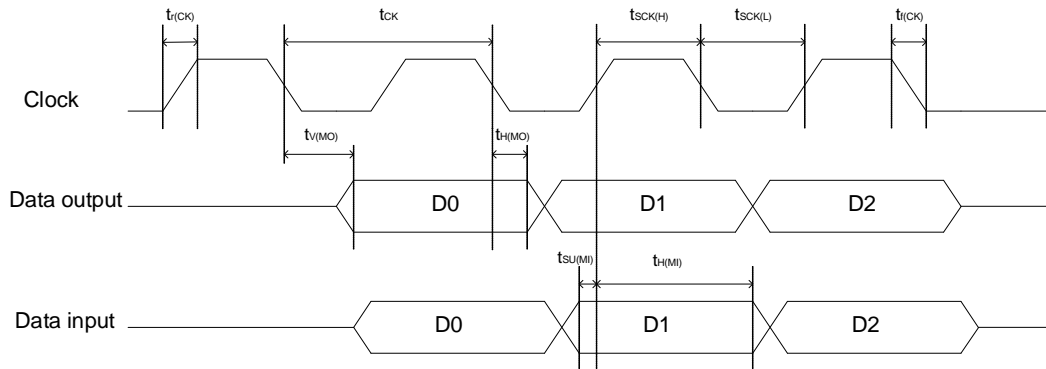 tr(CK) tCK tSCK(H) tSCK(L) tf(CK)
Clock
tV(MO) tH(MO)
Data output D0 D1 D2
tSU(MI) tH(MI)
Data input D0 D1 D2